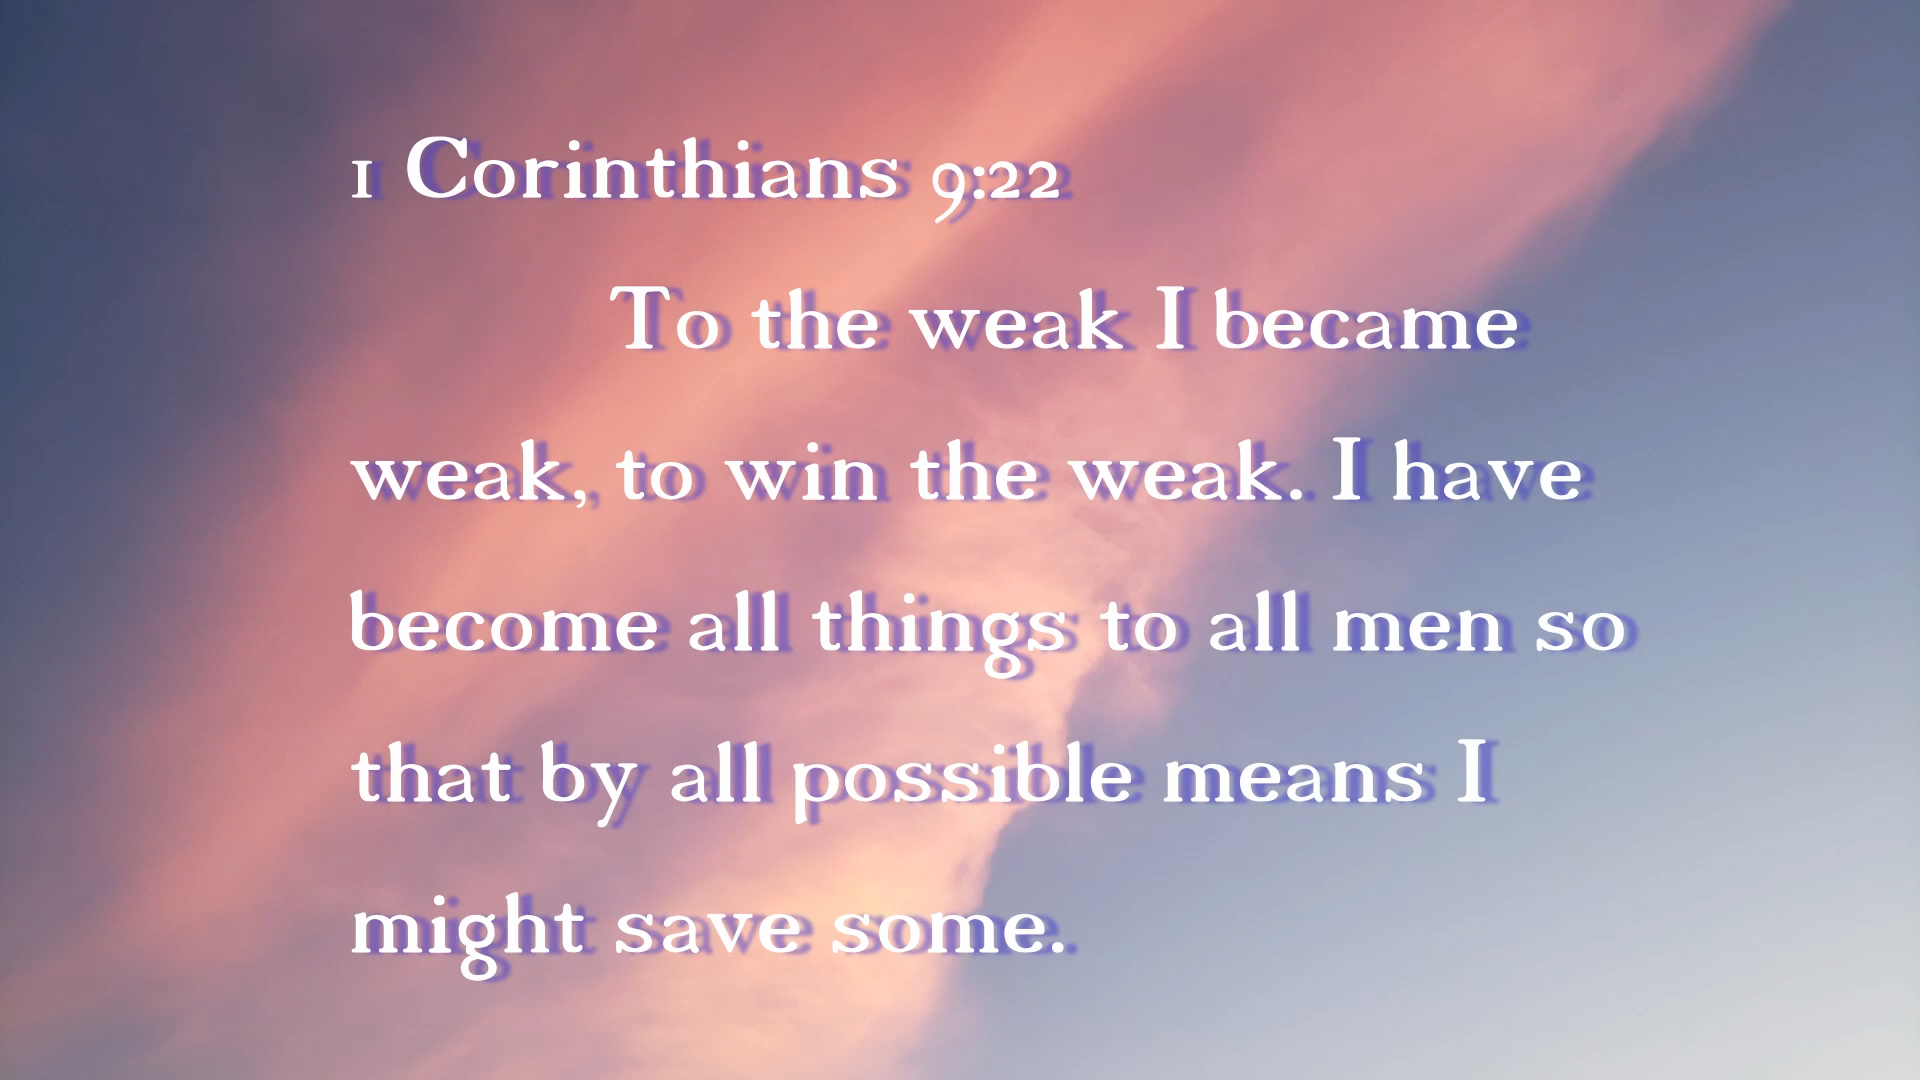 1 Corinthians 9:22
To the weak I became
weak, to win the weak. I have
become all things to all men so
that by all possible means I
might save some.